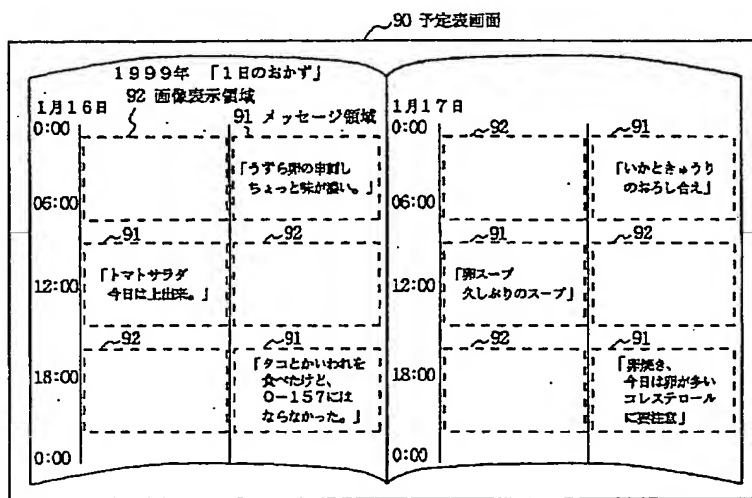 90 予定表画面
1999年 「1日のおかず」
92 画像表示領域
1月16日
91 メッセージ領域
0:00
「うずら卵の串刺し
ちょっと味が濃い。」
06:00
91
92
「トマトサラダ
今日は上出来。」
12:00
92
91
「タコとかいわれを
食べたけど、
O-157には
ならなかった。」
18:00
0:00
1月17日
0:00
92
91
「いかときゅうり
のおろし合え」
06:00
91
92
「卵スープ
久しぶりのスープ」
12:00
92
91
「卵焼き、
今日は卵が多い
コレステロール
に要注意」
18:00
0:00